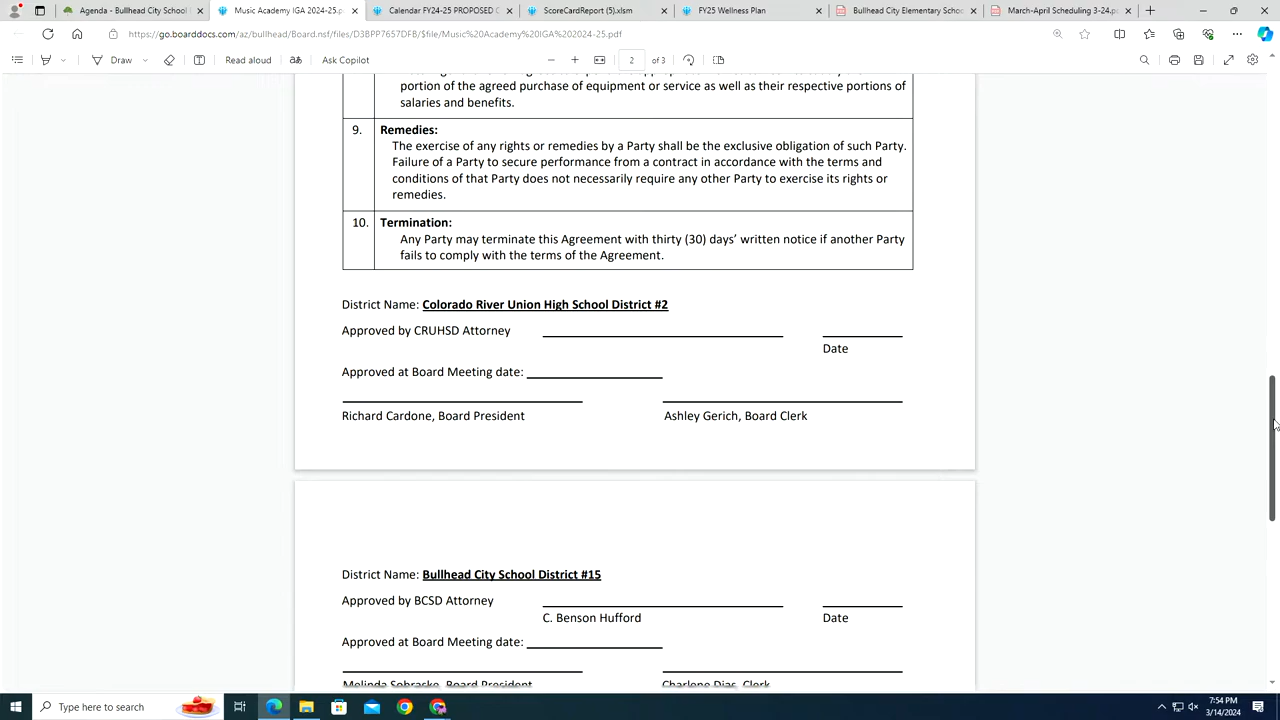 Agenda - Bullhead City School
Music Academy IGA 2024-25.p
Calendar FY24-25 PROPOSED C
ScoreCardReport (5).xlsm
FY25 Wellness Plan
Bullhead City Elementary Scho
March-April Scheduling 3-24.p
https://go.boarddocs.com/az/bullhead/Board.nsf/files/D3BPP7657DFB/$file/Music%20Academy%20IGA%202024-25.pdf
Draw
Read aloud
Ask Copilot
2 of 3
portion of the agreed purchase of equipment or service as well as their respective portions of
salaries and benefits.
9. Remedies:
The exercise of any rights or remedies by a Party shall be the exclusive obligation of such Party.
Failure of a Party to secure performance from a contract in accordance with the terms and
conditions of that Party does not necessarily require any other Party to exercise its rights or
remedies.
10. Termination:
Any Party may terminate this Agreement with thirty (30) days’ written notice if another Party
fails to comply with the terms of the Agreement.
District Name: Colorado River Union High School District #2
Approved by CRUHSD Attorney
Date
Approved at Board Meeting date:
Richard Cardone, Board President Ashley Gerich, Board Clerk
District Name: Bullhead City School District #15
Approved by BCSD Attorney
C. Benson Hufford Date
Approved at Board Meeting date:
Melinda Sobraske, Board President Charlene Dias, Clerk
Type here to search
7:54 PM
3/14/2024